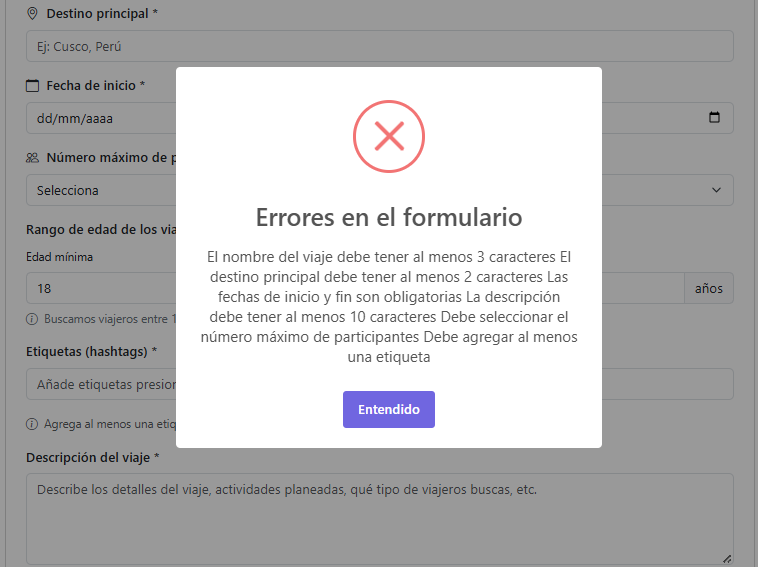 Destino principal *
Ej: Cusco, Perú
Fecha de inicio *
dd/mm/aaaa
Número máximo de p
Selecciona
Rango de edad de los via
Edad mínima
18
años
Buscamos viajeros entre 1
Etiquetas (hashtags) *
Añade etiquetas presion
Agrega al menos una etiq
Descripción del viaje *
Describe los detalles del viaje, actividades planeadas, qué tipo de viajeros buscas, etc.
Errores en el formulario
El nombre del viaje debe tener al menos 3 caracteres El
destino principal debe tener al menos 2 caracteres Las
fechas de inicio y fin son obligatorias La descripción
debe tener al menos 10 caracteres Debe seleccionar el
número máximo de participantes Debe agregar al menos
una etiqueta
Entendido